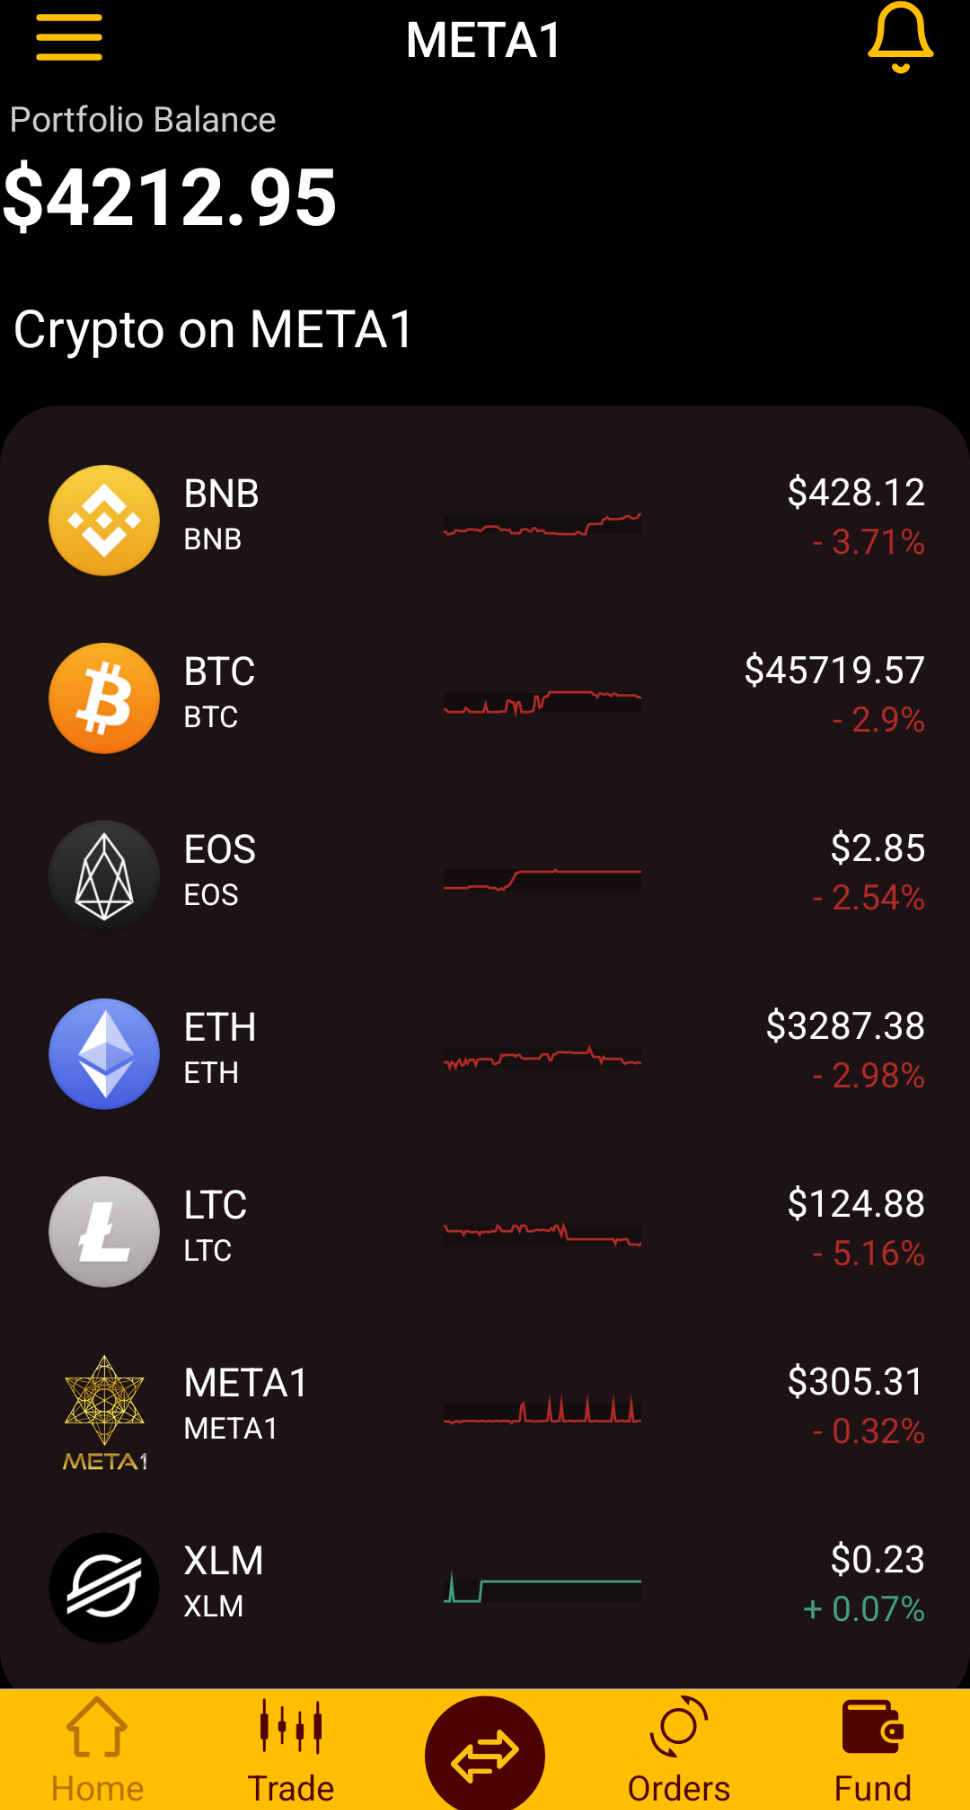 META1
Portfolio Balance
$4212.95
Crypto on META1
BNB
BNB
$428.12
- 3.71%
BTC
BTC
$45719.57
- 2.9%
EOS
EOS
$2.85
- 2.54%
ETH
ETH
$3287.38
- 2.98%
LTC
LTC
$124.88
- 5.16%
META1
META1
META1
$305.31
- 0.32%
XLM
XLM
$0.23
+ 0.07%
Home
Trade
Orders
Fund